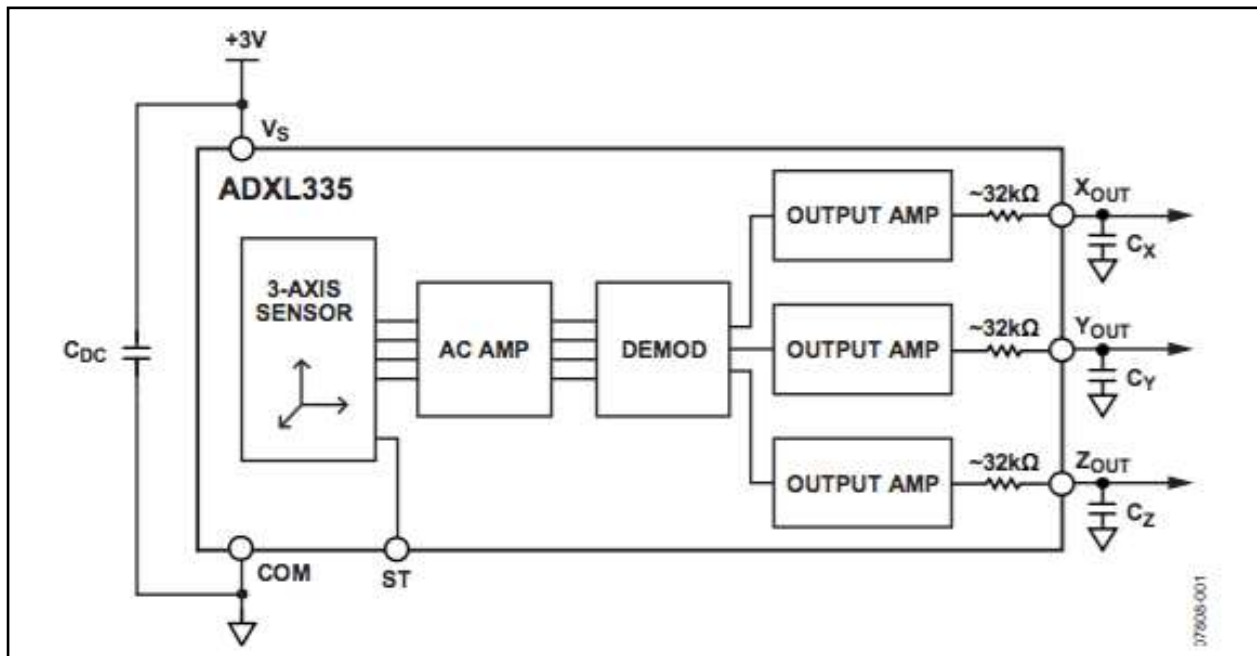 +3V
VS
ADXL335
3-AXIS
SENSOR
AC AMP
DEMOD
OUTPUT AMP
~32kΩ
XOUT
CX
OUTPUT AMP
~32kΩ
YOUT
CY
OUTPUT AMP
~32kΩ
ZOUT
CZ
CDC
COM
ST
07808-001